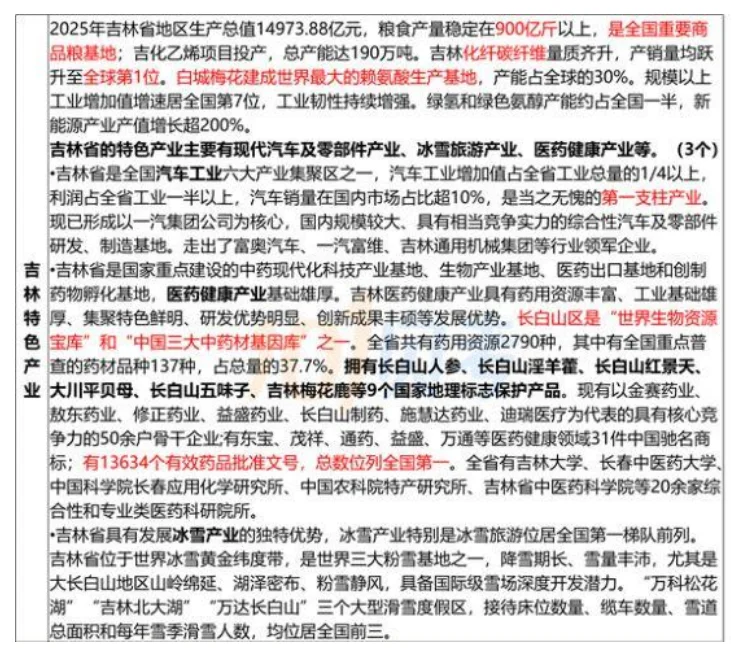 吉林特色产业
2025年吉林省地区生产总值14973.88亿元，粮食产量稳定在900亿斤以上，是全国重要商
品粮基地；吉化乙烯项目投产，总产能达190万吨。吉林化纤碳纤维量质齐升，产销量均跃
升至全球第1位。白城梅花建成世界最大的赖氨酸生产基地，产能占全球的30%。规模以上
工业增加值增速居全国第7位，工业韧性持续增强。绿氢和绿色氨醇产能约占全国一半，新
能源产业产值增长超200%。
吉林省的特色产业主要有现代汽车及零部件产业、冰雪旅游产业、医药健康产业等。（3个）
•吉林省是全国汽车工业六大产业集聚区之一，汽车工业增加值占全省工业总量的1/4以上，
利润占全省工业一半以上，汽车销量在国内市场占比超10%，是当之无愧的第一支柱产业。
现已形成以一汽集团公司为核心，国内规模较大、具有相当竞争实力的综合性汽车及零部件
研发、制造基地。走出了富奥汽车、一汽富维、吉林通用机械集团等行业领军企业。
•吉林省是国家重点建设的中药现代化科技产业基地、生物产业基地、医药出口基地和创制
药物孵化基地，医药健康产业基础雄厚。吉林医药健康产业具有药用资源丰富、工业基础雄
厚、集聚特色鲜明、研发优势明显、创新成果丰硕等发展优势。长白山区是“世界生物资源
宝库”和“中国三大中药材基因库”之一。全省共有药用资源2790种，其中有全国重点普
查的药材品种137种，占总量的37.7%。拥有长白山人参、长白山淫羊藿、长白山红景天、
大川平贝母、长白山五味子、吉林梅花鹿等9个国家地理标志保护产品。现有以金赛药业、
敖东药业、修正药业、益盛药业、长白山制药、施慧达药业、迪瑞医疗为代表的具有核心竞
争力的50余户骨干企业;有东宝、茂祥、通药、益盛、万通等医药健康领域31件中国驰名商
标；有13634个有效药品批准文号，总数位列全国第一。全省有吉林大学、长春中医药大学、
中国科学院长春应用化学研究所、中国农科院特产研究所、吉林省中医药科学院等20余家综
合性和专业类医药科研院所。
•吉林省具有发展冰雪产业的独特优势，冰雪产业特别是冰雪旅游位居全国第一梯队前列。
吉林省位于世界冰雪黄金纬度带，是世界三大粉雪基地之一，降雪期长、雪量丰沛，尤其是
大长白山地区山岭绵延、湖泽密布、粉雪静风，具备国际级雪场深度开发潜力。“万科松花
湖”“吉林北大湖”“万达长白山”三个大型滑雪度假区，接待床位数量、缆车数量、雪道
总面积和每年雪季滑雪人数，均位居全国前三。